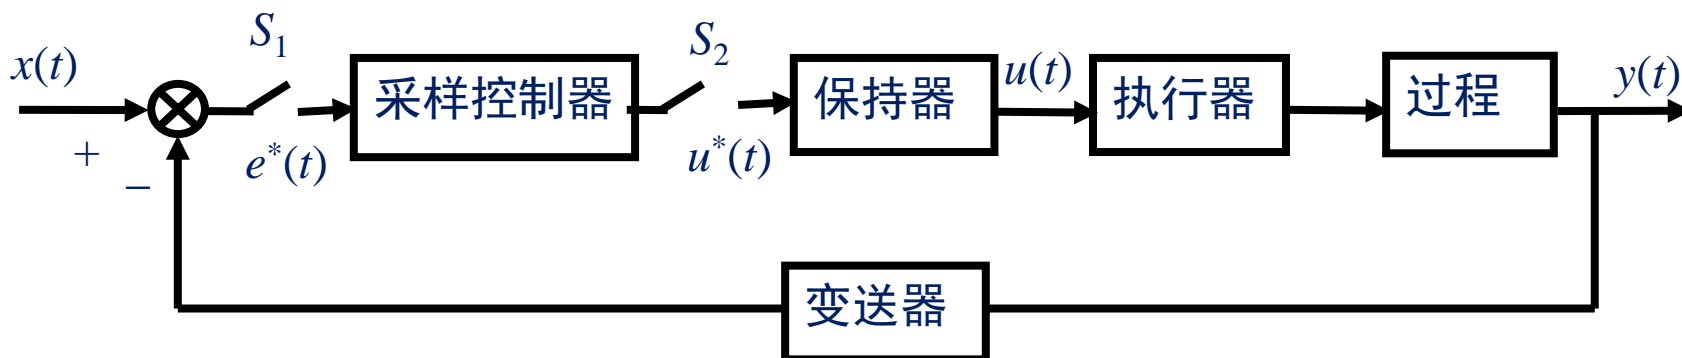 x(t)
+
−
S₁
e*(t)
采样控制器
S₂
u*(t)
保持器
u(t)
执行器
过程
y(t)
变送器